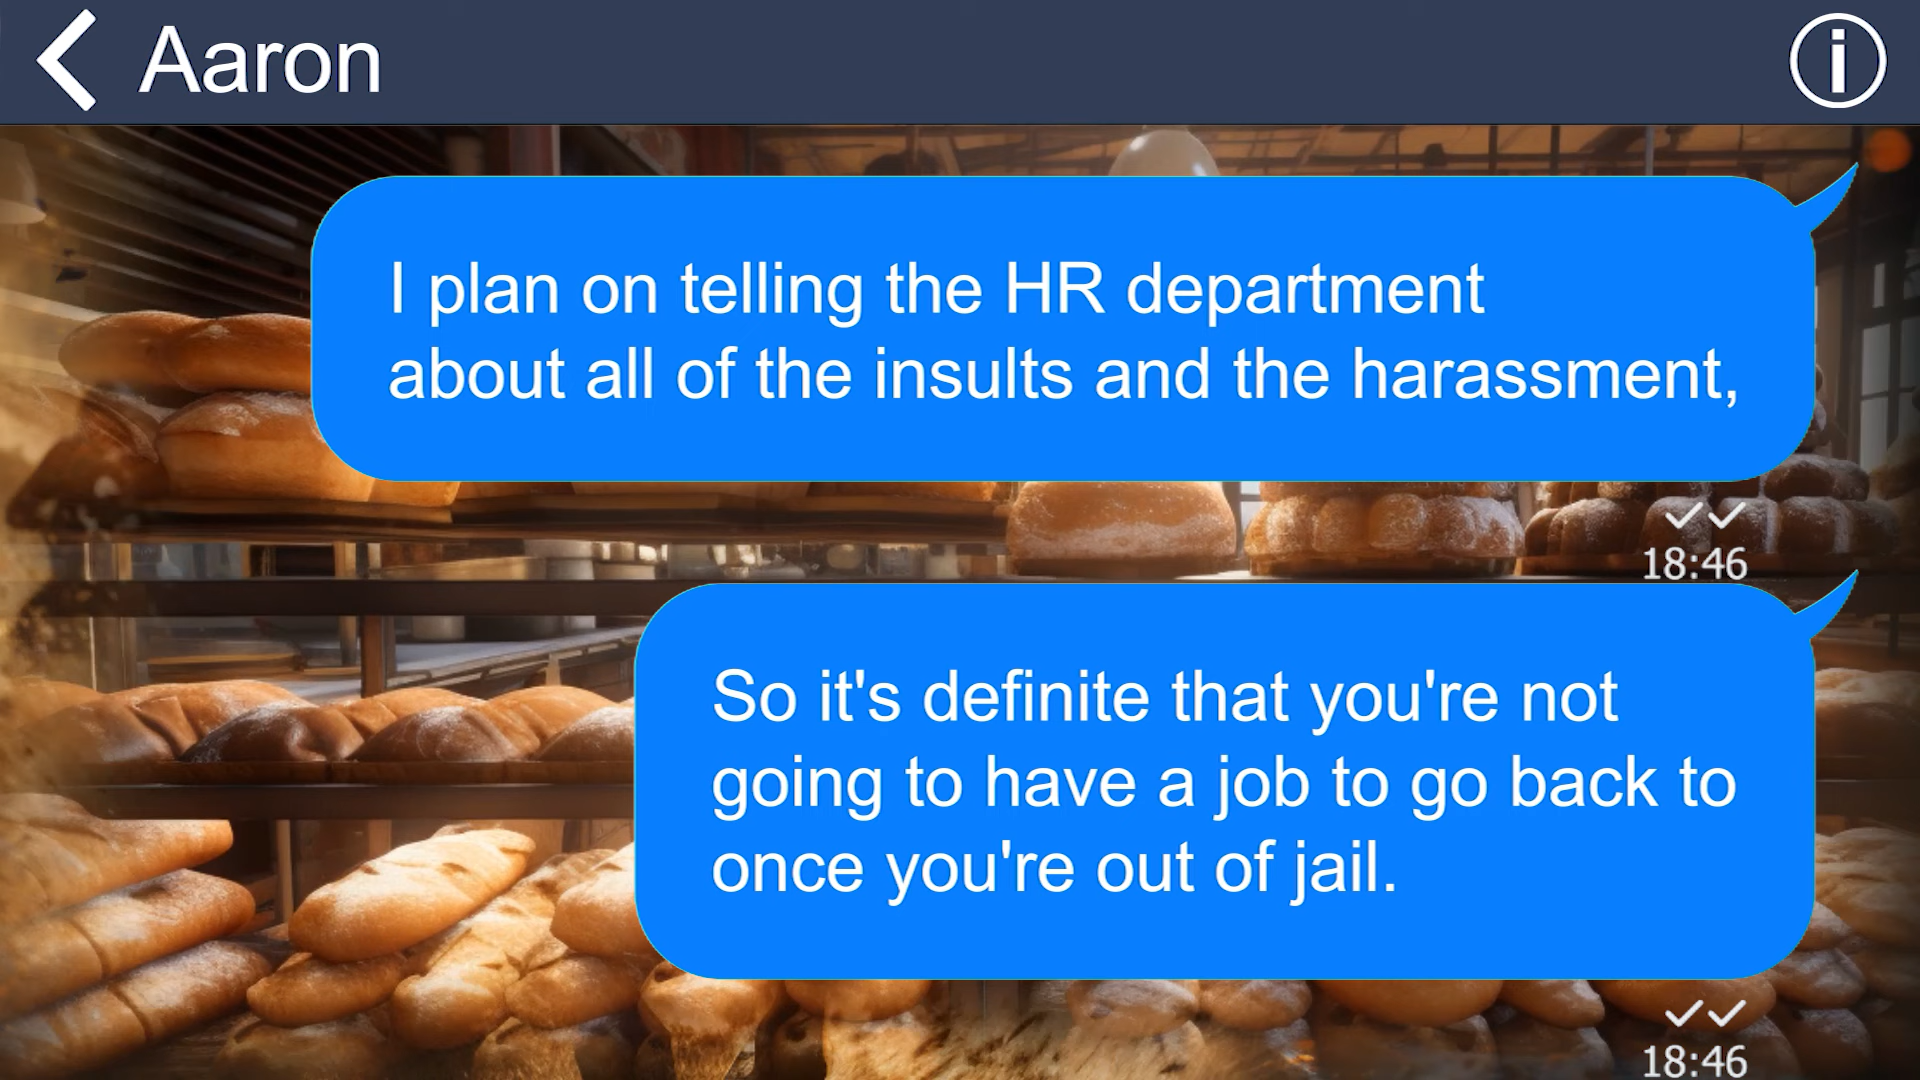 Aaron
I plan on telling the HR department
about all of the insults and the harassment,
18:46
So it's definite that you're not
going to have a job to go back to
once you're out of jail.
18:46